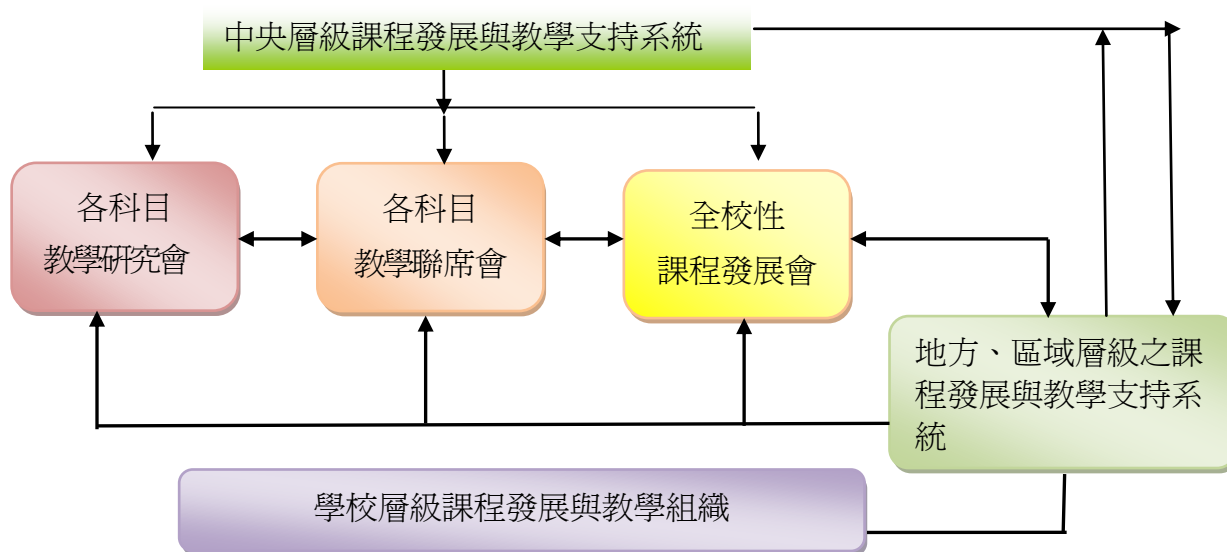 中央層級課程發展與教學支持系統
各科目
教學研究會
各科目
教學聯席會
全校性
課程發展會
地方、區域層級之課
程發展與教學支持系
統
學校層級課程發展與教學組織